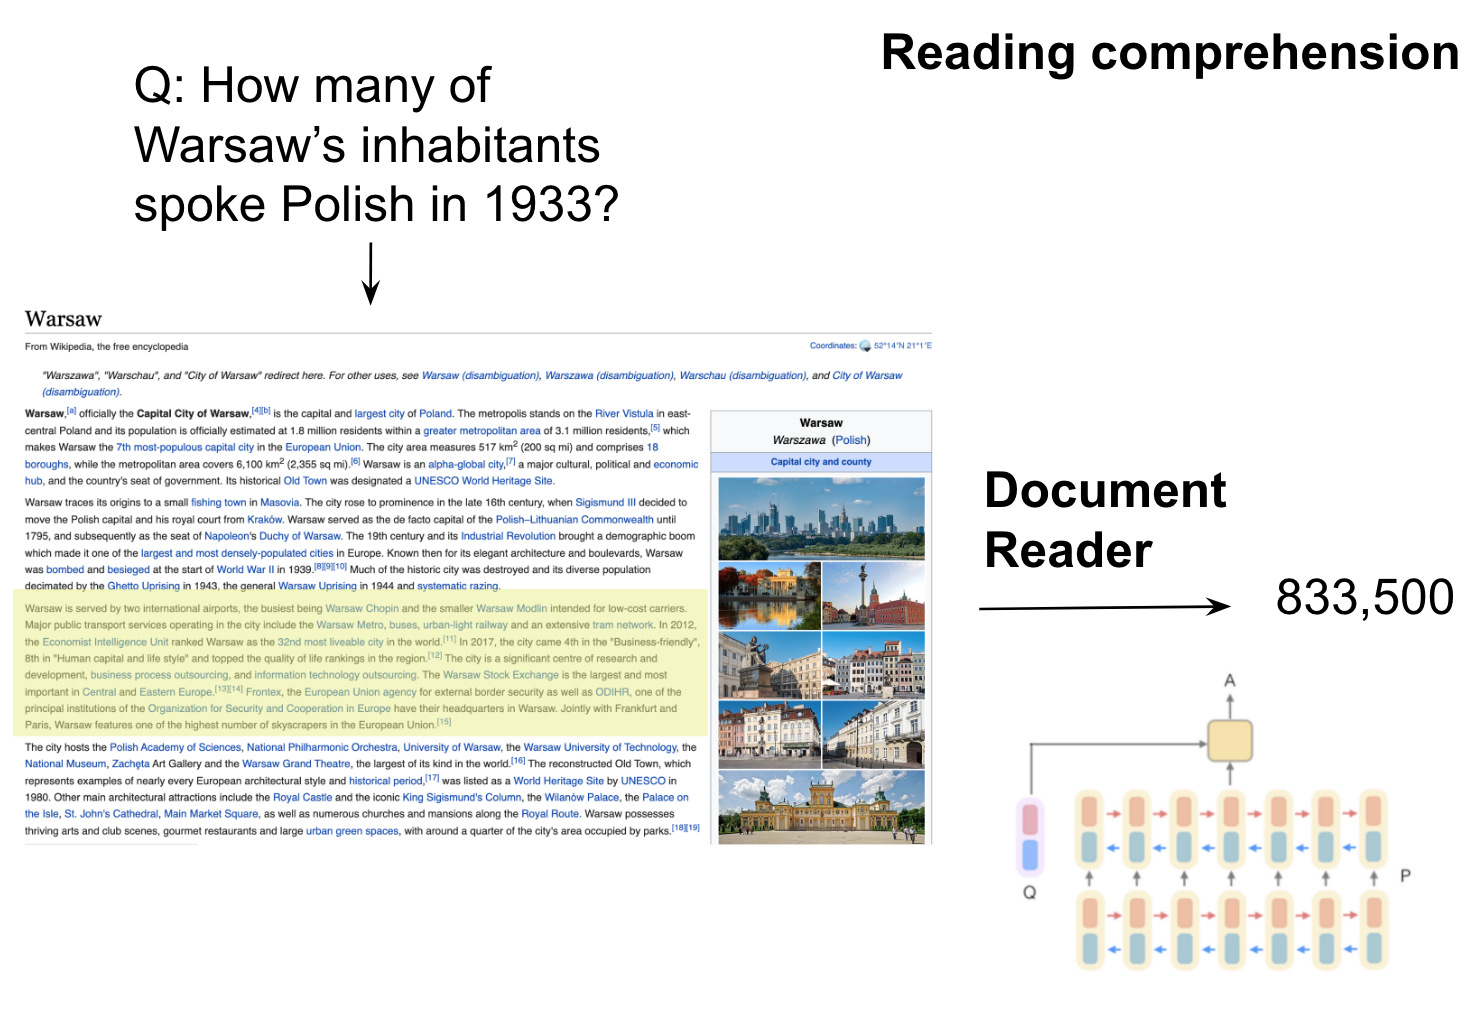 Reading comprehension
Q: How many of
Warsaw’s inhabitants
spoke Polish in 1933?
Warsaw
From Wikipedia, the free encyclopedia
Coordinates: 52°14′N 21°1′E
"Warszawa", "Warschau", and "City of Warsaw" redirect here. For other uses, see Warsaw (disambiguation), Warszawa (disambiguation), Warschau (disambiguation), and City of Warsaw
(disambiguation).
Warsaw,[a] officially the Capital City of Warsaw,[4][b] is the capital and largest city of Poland. The metropolis stands on the River Vistula in east-
central Poland and its population is officially estimated at 1.8 million residents within a greater metropolitan area of 3.1 million residents,[5] which
makes Warsaw the 7th most-populous capital city in the European Union. The city area measures 517 km2 (200 sq mi) and comprises 18
boroughs, while the metropolitan area covers 6,100 km2 (2,355 sq mi).[6] Warsaw is an alpha-global city,[7] a major cultural, political and economic
hub, and the country's seat of government. Its historical Old Town was designated a UNESCO World Heritage Site.
Warsaw traces its origins to a small fishing town in Masovia. The city rose to prominence in the late 16th century, when Sigismund III decided to
move the Polish capital and his royal court from Kraków. Warsaw served as the de facto capital of the Polish–Lithuanian Commonwealth until
1795, and subsequently as the seat of Napoleon's Duchy of Warsaw. The 19th century and its Industrial Revolution brought a demographic boom
which made it one of the largest and most densely-populated cities in Europe. Known then for its elegant architecture and boulevards, Warsaw
was bombed and besieged at the start of World War II in 1939.[8][9][10] Much of the historic city was destroyed and its diverse population
decimated by the Ghetto Uprising in 1943, the general Warsaw Uprising in 1944 and systematic razing.
Warsaw is served by two international airports, the busiest being Warsaw Chopin and the smaller Warsaw Modlin intended for low-cost carriers.
Major public transport services operating in the city include the Warsaw Metro, buses, urban-light railway and an extensive tram network. In 2012,
the Economist Intelligence Unit ranked Warsaw as the 32nd most liveable city in the world.[11] In 2017, the city came 4th in the "Business-friendly",
8th in "Human capital and life style" and topped the quality of life rankings in the region.[12] The city is a significant centre of research and
development, business process outsourcing, and information technology outsourcing. The Warsaw Stock Exchange is the largest and most
important in Central and Eastern Europe.[13][14] Frontex, the European Union agency for external border security as well as ODIHR, one of the
principal institutions of the Organization for Security and Cooperation in Europe have their headquarters in Warsaw. Jointly with Frankfurt and
Paris, Warsaw features one of the highest number of skyscrapers in the European Union.[15]
The city hosts the Polish Academy of Sciences, National Philharmonic Orchestra, University of Warsaw, the Warsaw University of Technology, the
National Museum, Zachęta Art Gallery and the Warsaw Grand Theatre, the largest of its kind in the world.[16] The reconstructed Old Town, which
represents examples of nearly every European architectural style and historical period,[17] was listed as a World Heritage Site by UNESCO in
1980. Other main architectural attractions include the Royal Castle and the iconic King Sigismund's Column, the Wilanów Palace, the Palace on
the Isle, St. John's Cathedral, Main Market Square, as well as numerous churches and mansions along the Royal Route. Warsaw possesses
thriving arts and club scenes, gourmet restaurants and large urban green spaces, with around a quarter of the city's area occupied by parks.[18][19]
Warsaw
Warszawa (Polish)
Capital city and county
Document
Reader
833,500
A
Q
P